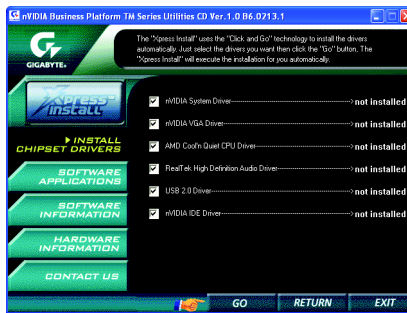 nVIDIA Business Platform TM Series Utilities CD Ver.1.0 B6.0213.1
GIGABYTE™
The "Xpress Install" uses the "Click and Go" technology to install the drivers
automatically. Just select the drivers you want then click the "Go" button, The
"Xpress Install" will execute the installation for you automatically.
Xpress™
Install
INSTALL
CHIPSET DRIVERS
SOFTWARE
APPLICATIONS
SOFTWARE
INFORMATION
HARDWARE
INFORMATION
CONTACT US
nVIDIA System Driver not installed
nVIDIA VGA Driver not installed
AMD Cool'n Quiet CPU Driver not installed
RealTek High Definition Audio Driver not installed
USB 2.0 Driver not installed
nVIDIA IDE Driver not installed
GO RETURN EXIT